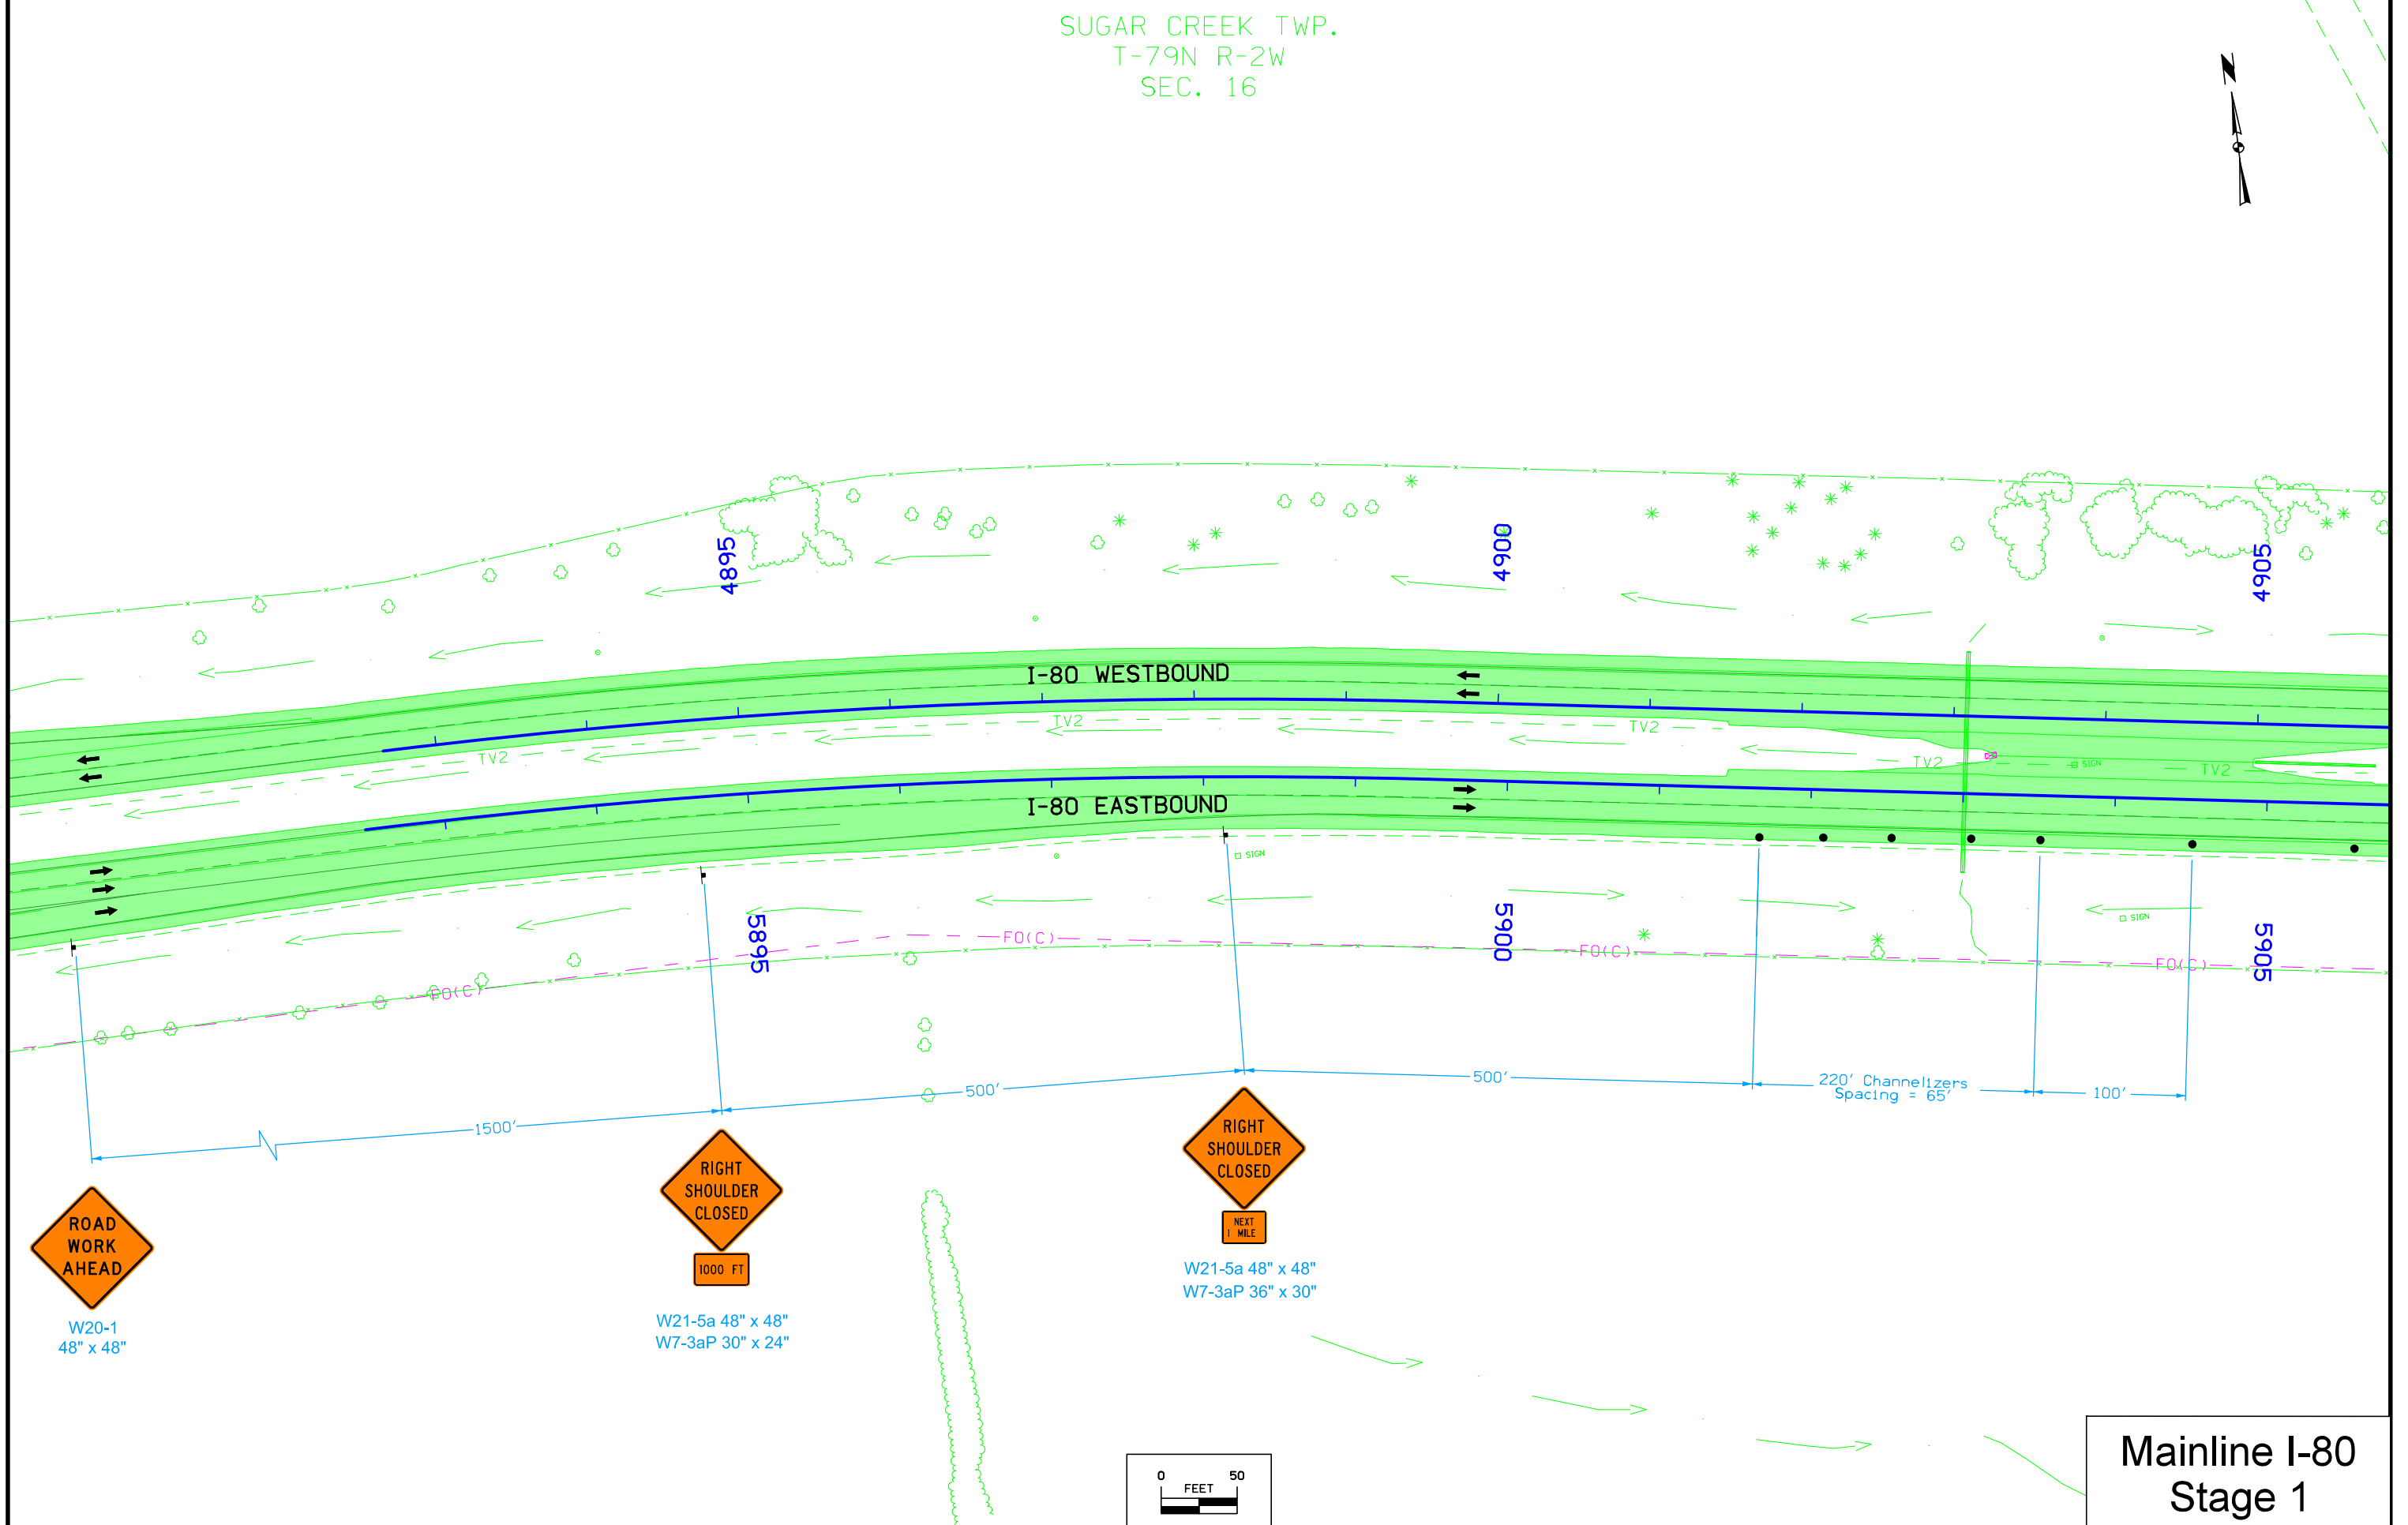 SUGAR CREEK TWP.
T-79N R-2W
SEC. 16
N
4895
4900
4905
I-80 WESTBOUND
TV2
TV2
TV2
TV2
SIGN
TV2
I-80 EASTBOUND
SIGN
SIGN
5895
5900
5905
FO(C)
FO(C)
FO(C)
FO(C)
1500'
500'
500'
220' Channelizers
Spacing = 65'
100'
ROAD
WORK
AHEAD
W20-1
48" x 48"
RIGHT
SHOULDER
CLOSED
1000 FT
W21-5a 48" x 48"
W7-3aP 30" x 24"
RIGHT
SHOULDER
CLOSED
NEXT
1 MILE
W21-5a 48" x 48"
W7-3aP 36" x 30"
0 50
FEET
Mainline I-80
Stage 1